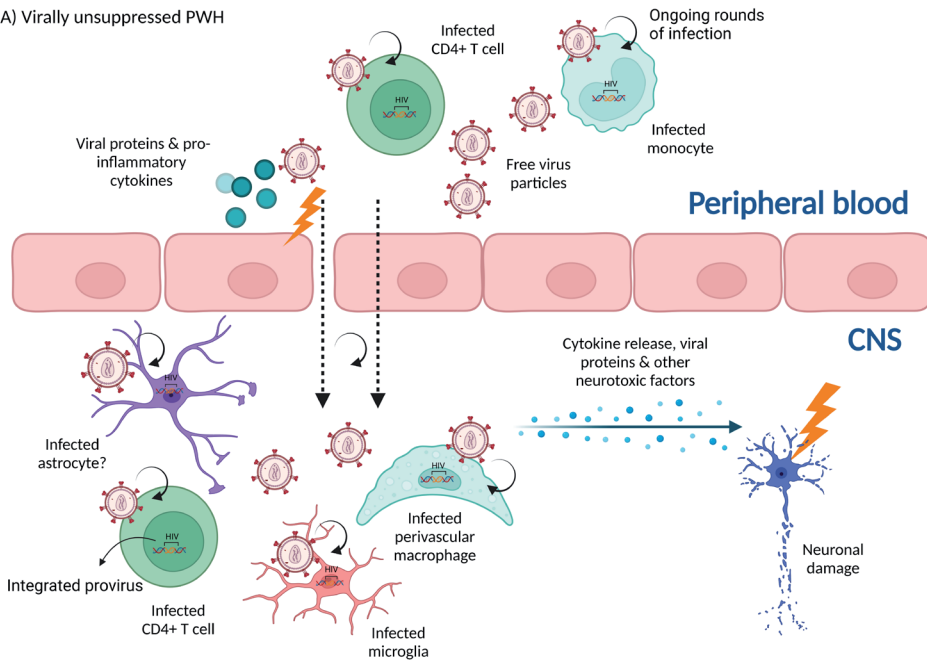 A) Virally unsuppressed PWH
Infected
CD4+ T cell
Ongoing rounds
of infection
HIV
HIV
Infected
monocyte
Viral proteins & pro-
inflammatory
cytokines
Free virus
particles
Peripheral blood
CNS
Cytokine release, viral
proteins & other
neurotoxic factors
HIV
Infected
astrocyte?
HIV
Infected
perivascular
macrophage
HIV
Integrated provirus
Infected
CD4+ T cell
HIV
Infected
microglia
Neuronal
damage